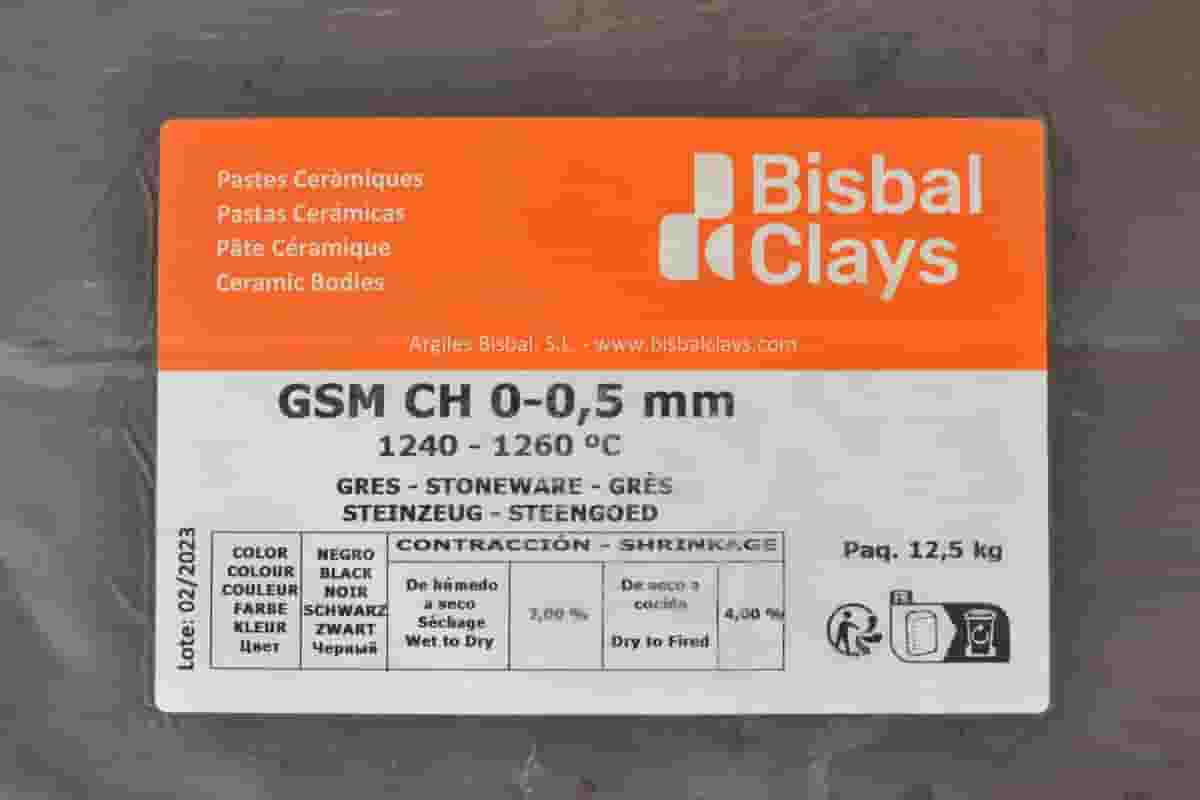 Pastes Ceràmiques
Pastas Cerámicas
Pâte Céramique
Ceramic Bodies
Bisbal
Clays
Argiles Bisbal. S.L. - www.bisbalclays.com
GSM CH 0-0,5 mm
1240 - 1260 ºC
GRES - STONEWARE - GRÈS
STEINZEUG - STEENGOED
Lote: 02/2023
COLOR
COLOUR
COULEUR
FARBE
KLEUR
Цвет
NEGRO
BLACK
NOIR
SCHWARZ
ZWART
Черный
CONTRACCIÓN - SHRINKAGE
De húmedo
a seco
Séchage
Wet to Dry
7,00 %
De seco a
cocido
Dry to Fired
4,00 %
Paq. 12,5 kg
FR